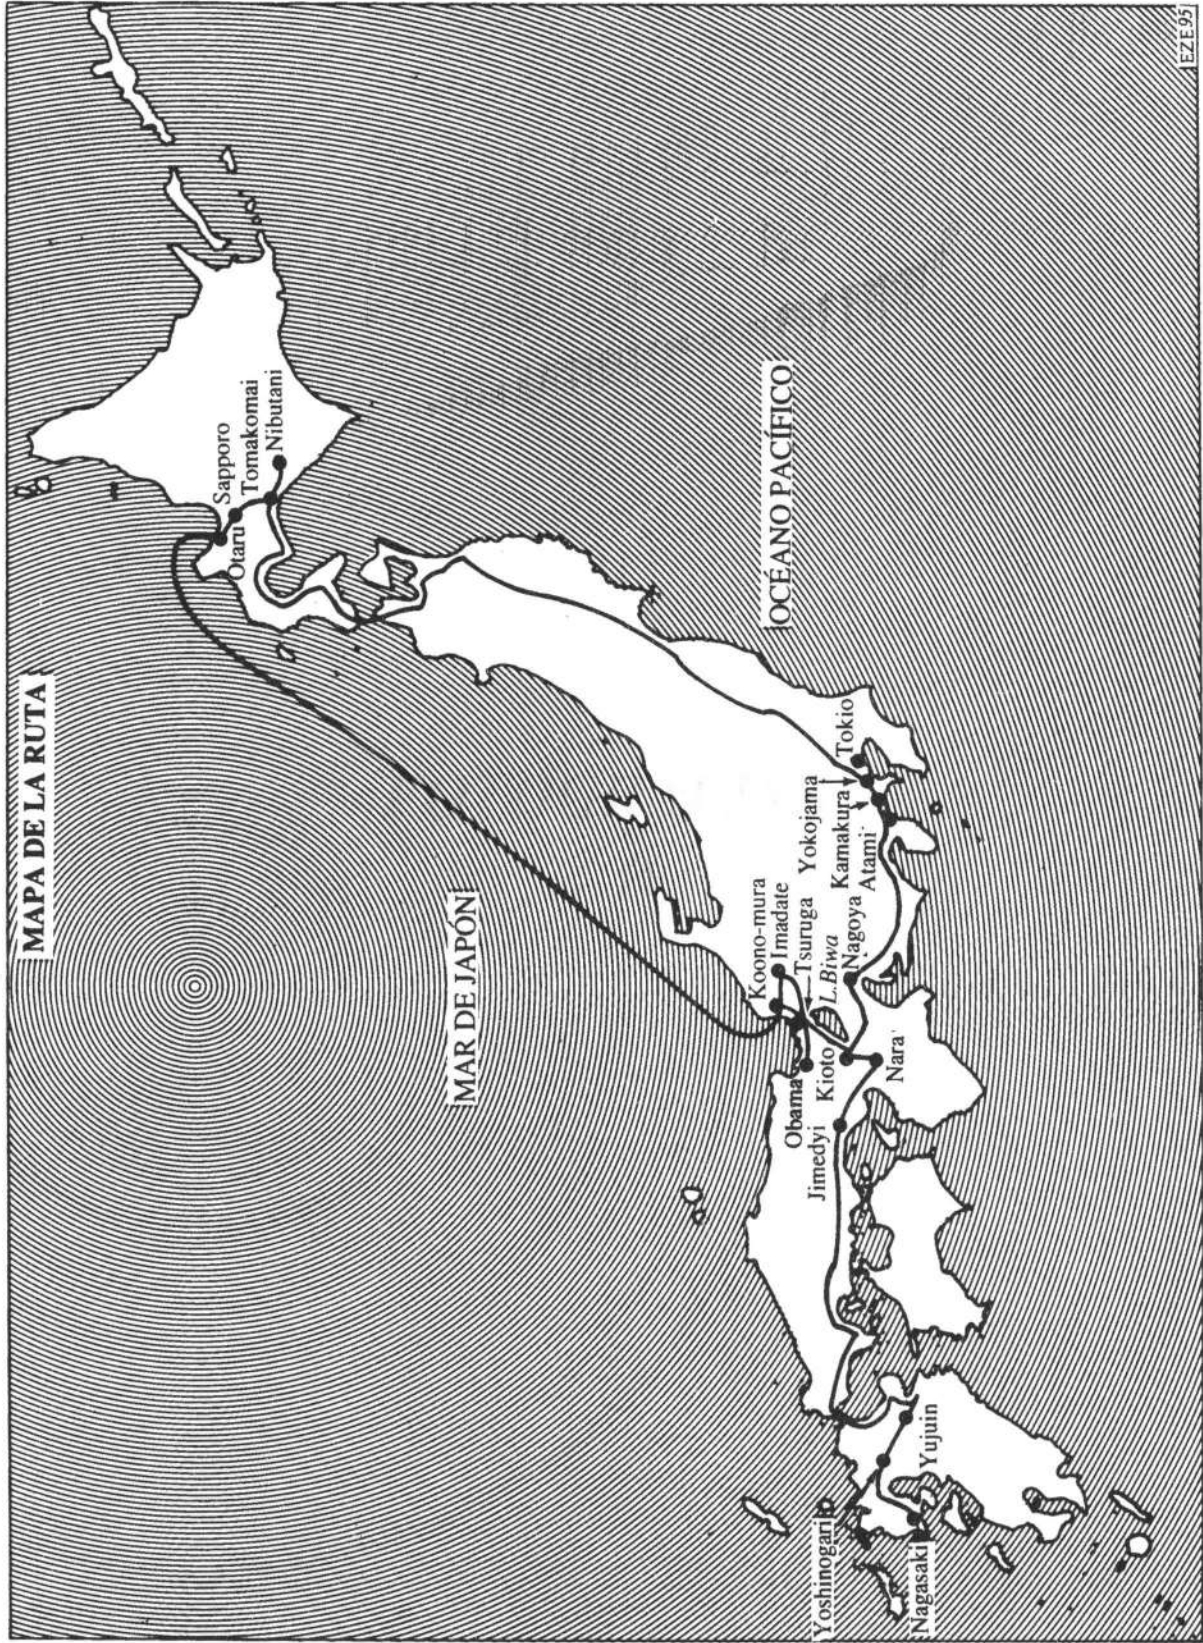 MAPA DE LA RUTA
MAR DE JAPÓN
OCÉANO PACÍFICO
Otaru
Sapporo
Tomakomai
Nibutani
Koono-mura
Imadate
Tsuruga
L. Biwa
Nagoya
Yokojama
Kamakura
Atami
Tokio
Obama
Kioto
Nara
Jimedyi
Yoshinogari
Nagasaki
Yujuin
EZE 95